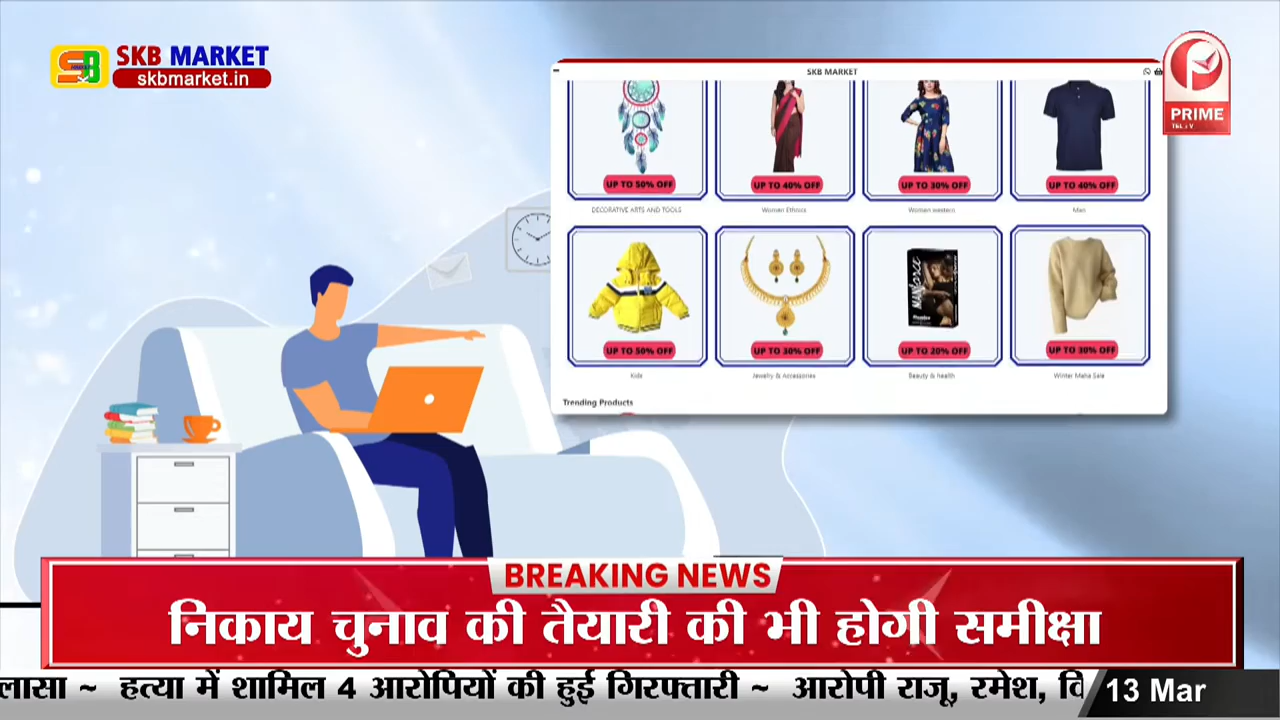 SKB MARKET
skbmarket.in
SKB MARKET
PRIME
UP TO 50% OFF
UP TO 40% OFF
UP TO 30% OFF
UP TO 40% OFF
DECORATIVE ARTS AND TOOLS
Women Ethnics
Women western
Man
MANFORCE
UP TO 50% OFF
UP TO 30% OFF
UP TO 20% OFF
UP TO 30% OFF
Kids
Jewelry & Accessories
Beauty & health
Winter Maha Sale
Trending Products
BREAKING NEWS
निकाय चुनाव की तैयारी की भी होगी समीक्षा
लासा ~ हत्या में शामिल 4 आरोपियों की हुई गिरफ्तारी ~ आरोपी राजू, रमेश, वि
13 Mar